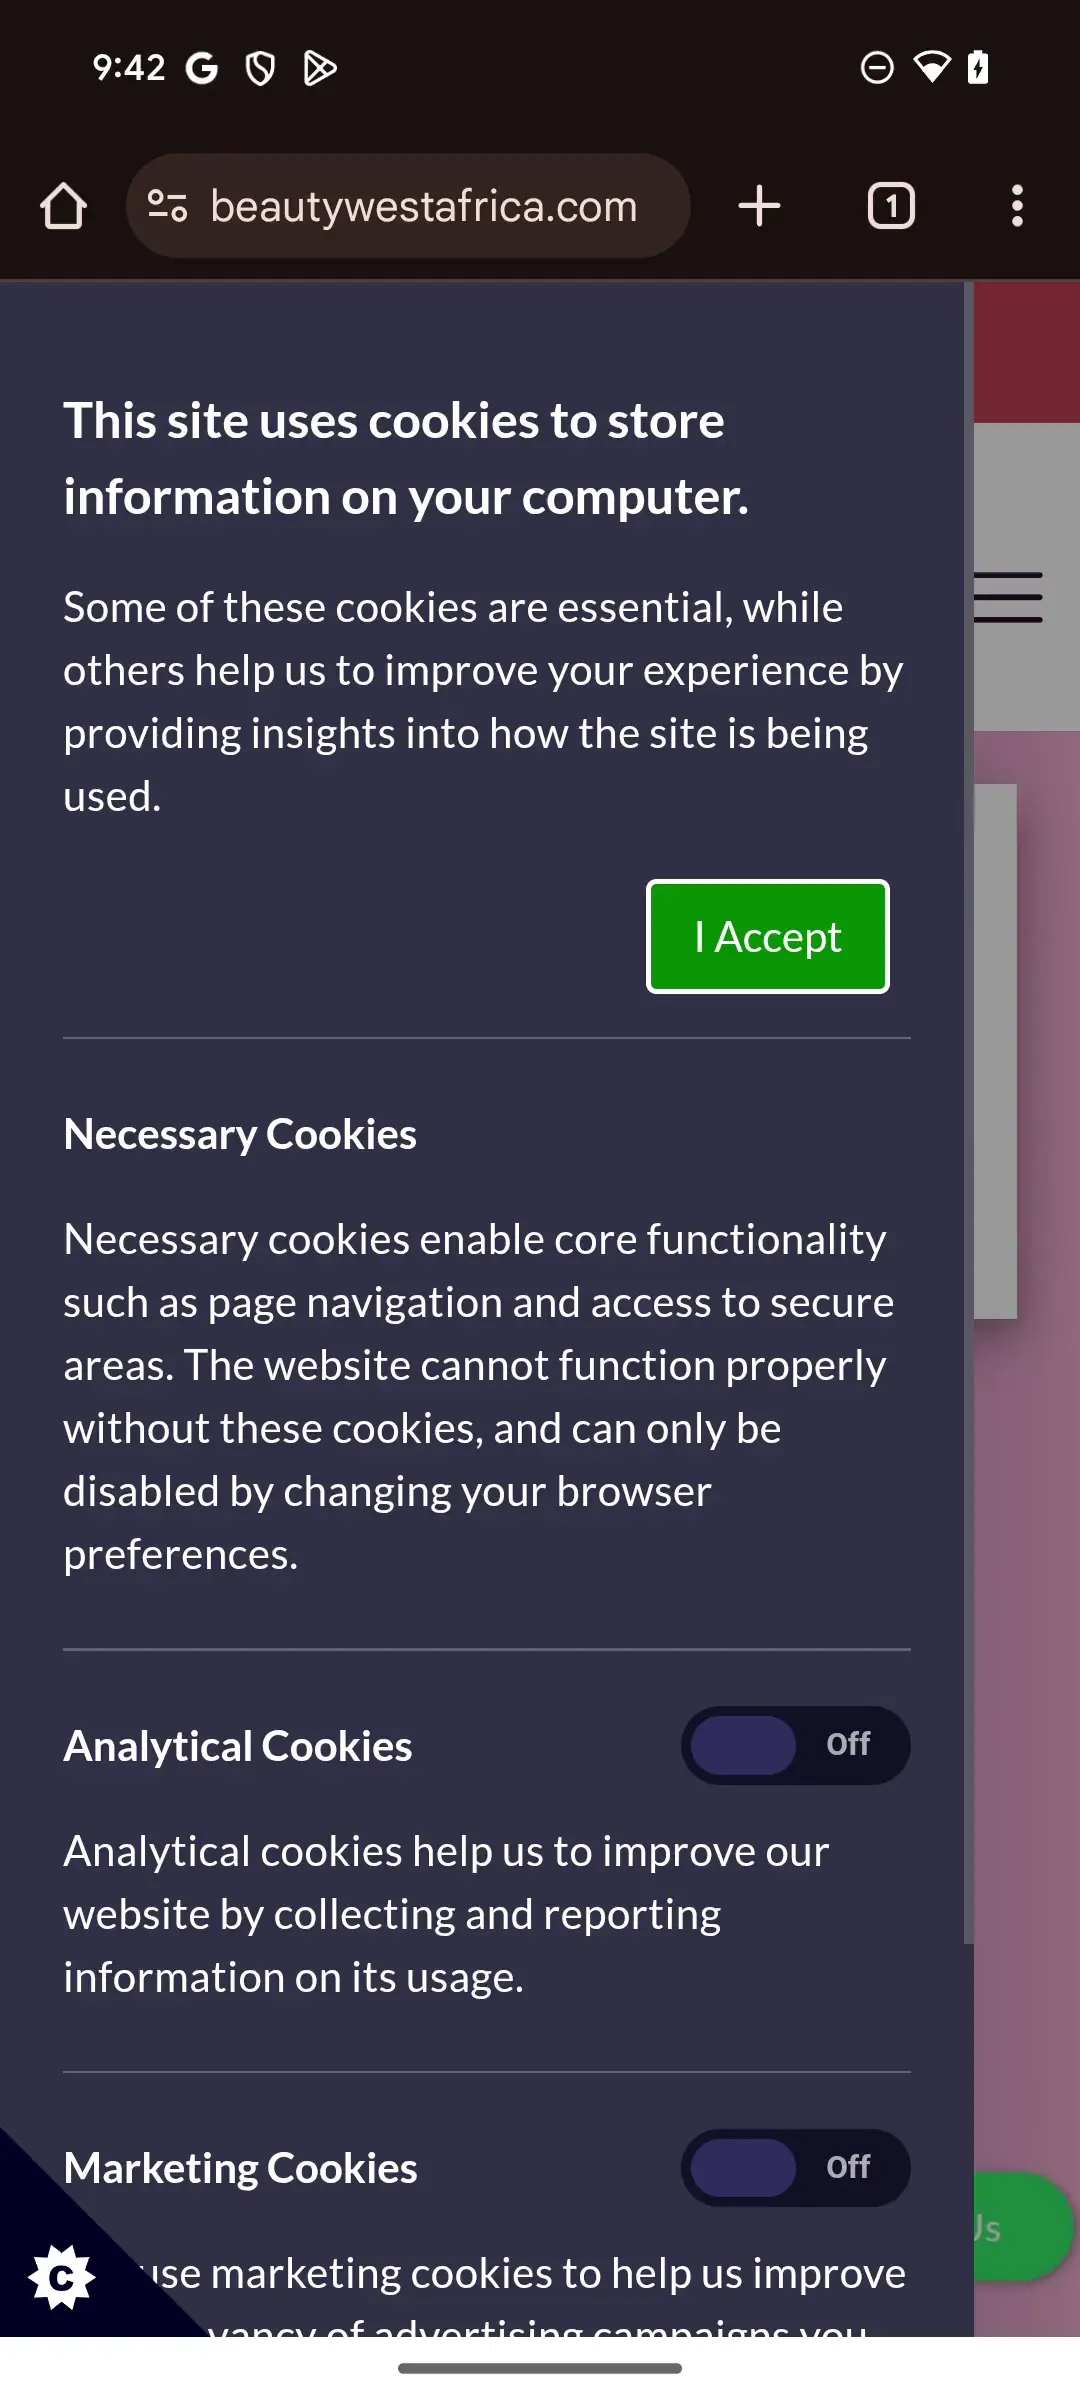 9:42
beautywestafrica.com
1
This site uses cookies to store
information on your computer.
Some of these cookies are essential, while
others help us to improve your experience by
providing insights into how the site is being
used.
I Accept
Necessary Cookies
Necessary cookies enable core functionality
such as page navigation and access to secure
areas. The website cannot function properly
without these cookies, and can only be
disabled by changing your browser
preferences.
Analytical Cookies
Off
Analytical cookies help us to improve our
website by collecting and reporting
information on its usage.
Marketing Cookies
Off
Us
use marketing cookies to help us improve
of advertising campaigns you